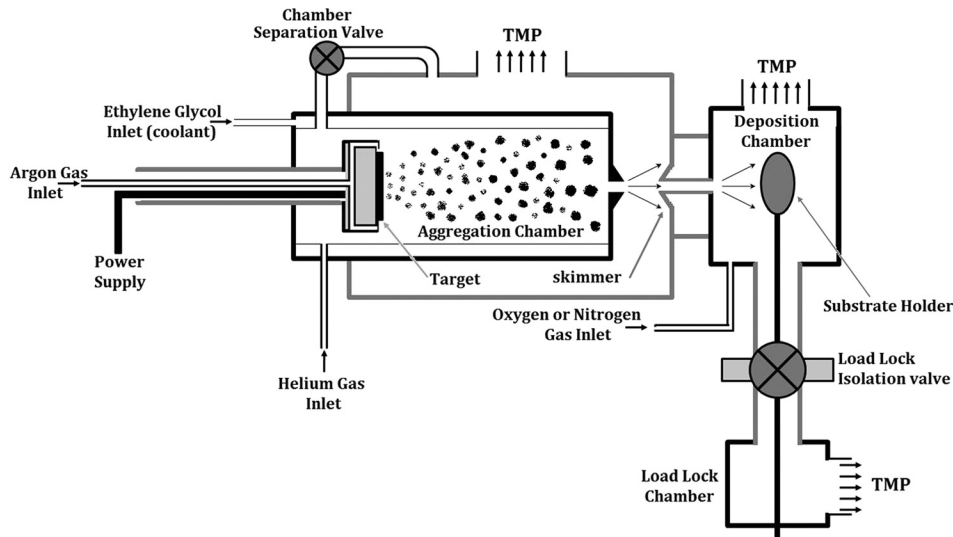 Chamber
Separation Valve
TMP
TMP
Ethylene Glycol
Inlet (coolant)
Deposition
Chamber
Argon Gas
Inlet
Aggregation Chamber
Power
Supply
Target
skimmer
Substrate Holder
Oxygen or Nitrogen
Gas Inlet
Helium Gas
Inlet
Load Lock
Isolation valve
Load Lock
Chamber
TMP